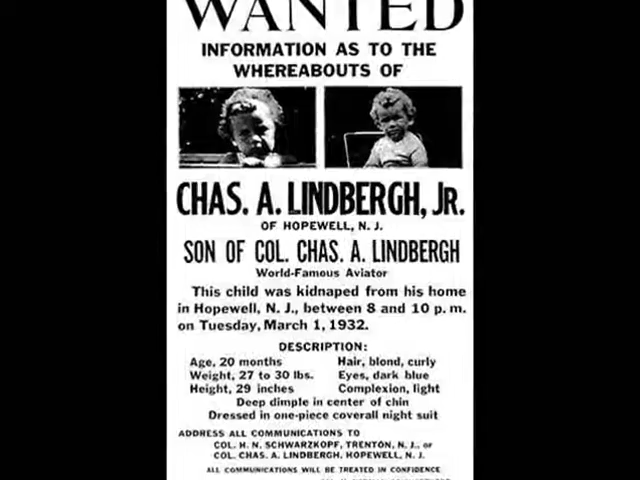 WANTED
INFORMATION AS TO THE
WHEREABOUTS OF
CHAS. A. LINDBERGH, JR.
OF HOPEWELL, N. J.
SON OF COL. CHAS. A. LINDBERGH
World-Famous Aviator
This child was kidnaped from his home
in Hopewell, N. J., between 8 and 10 p. m.
on Tuesday, March 1, 1932.
DESCRIPTION:
Age, 20 months Hair, blond, curly
Weight, 27 to 30 lbs. Eyes, dark blue
Height, 29 inches Complexion, light
Deep dimple in center of chin
Dressed in one-piece coverall night suit
ADDRESS ALL COMMUNICATIONS TO
COL. H. N. SCHWARZKOPF, TRENTON, N. J., or
COL. CHAS. A. LINDBERGH, HOPEWELL, N. J.
ALL COMMUNICATIONS WILL BE TREATED IN CONFIDENCE